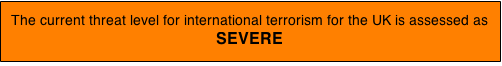 The current threat level for international terrorism for the UK is assessed as
SEVERE